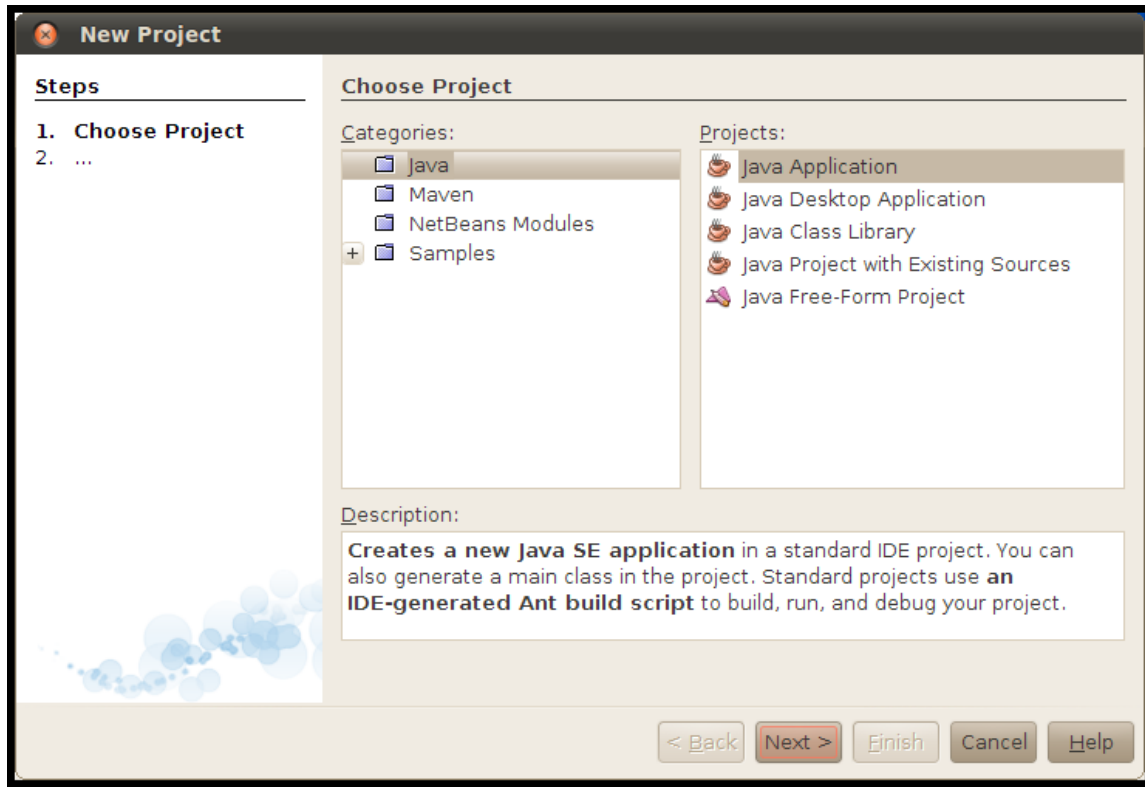 New Project
Steps
1. Choose Project
2. ...
Choose Project
Categories:
Java
Maven
NetBeans Modules
+ Samples
Projects:
Java Application
Java Desktop Application
Java Class Library
Java Project with Existing Sources
Java Free-Form Project
Description:
Creates a new Java SE application in a standard IDE project. You can
also generate a main class in the project. Standard projects use an
IDE-generated Ant build script to build, run, and debug your project.
< Back Next > Finish Cancel Help